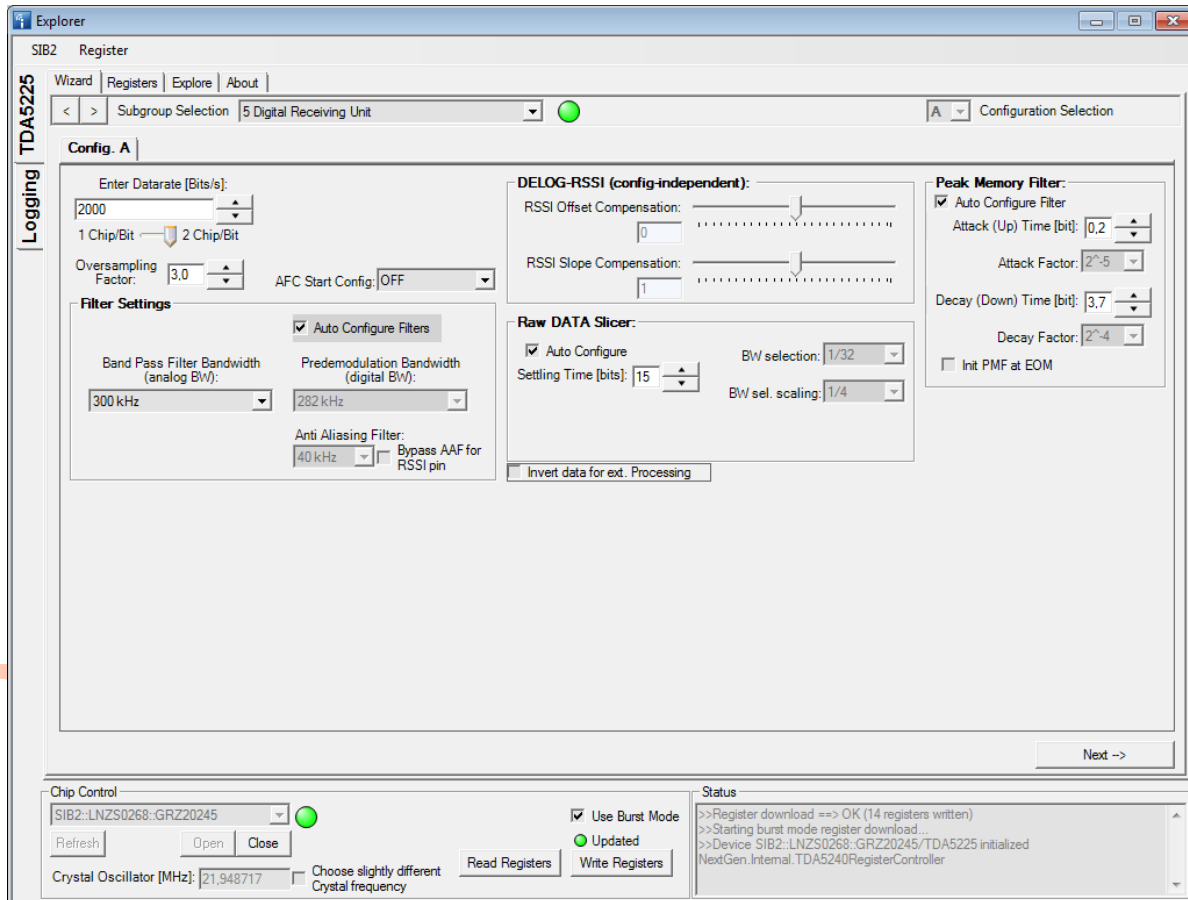 Explorer
SIB2 Register
TDA5225
Logging
Wizard Registers Explore About
< > Subgroup Selection 5 Digital Receiving Unit A Configuration Selection
Config. A
Enter Datarate [Bits/s]:
2000
1 Chip/Bit 2 Chip/Bit
Oversampling
Factor: 3,0
AFC Start Config: OFF
Filter Settings
Auto Configure Filters
Band Pass Filter Bandwidth
(analog BW):
300 kHz
Predemodulation Bandwidth
(digital BW):
282 kHz
Anti Aliasing Filter:
40 kHz
Bypass AAF for
RSSI pin
DELOG-RSSI (config-independent):
RSSI Offset Compensation:
0
RSSI Slope Compensation:
1
Raw DATA Slicer:
Auto Configure
Settling Time [bits]: 15
BW selection: 1/32
BW sel. scaling: 1/4
Invert data for ext. Processing
Peak Memory Filter:
Auto Configure Filter
Attack (Up) Time [bit]: 0,2
Attack Factor: 2^-5
Decay (Down) Time [bit]: 3,7
Decay Factor: 2^-4
Init PMF at EOM
Next -->
Chip Control
SIB2::LNZS0268::GRZ20245
Refresh Open Close
Crystal Oscillator [MHz]: 21,948717
Choose slightly different
Crystal frequency
Use Burst Mode
Updated
Read Registers Write Registers
Status
>>Register download ==> OK (14 registers written)
>>Starting burst mode register download...
>>Device SIB2::LNZS0268::GRZ20245/TDA5225 initialized
NextGen.Internal.TDA5240RegisterController